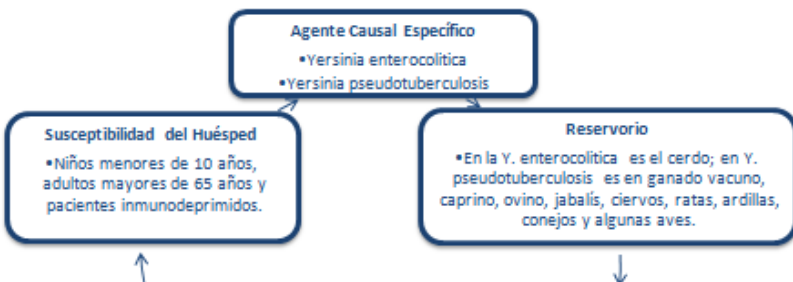 Agente Causal Específico
•Yersinia enterocolitica
•Yersinia pseudotuberculosis
Susceptibilidad del Huésped
•Niños menores de 10 años,
adultos mayores de 65 años y
pacientes inmunodeprimidos.
Reservorio
•En la Y. enterocolitica es el cerdo; en Y.
pseudotuberculosis es en ganado vacuno,
caprino, ovino, jabalís, ciervos, ratas, ardillas,
conejos y algunas aves.